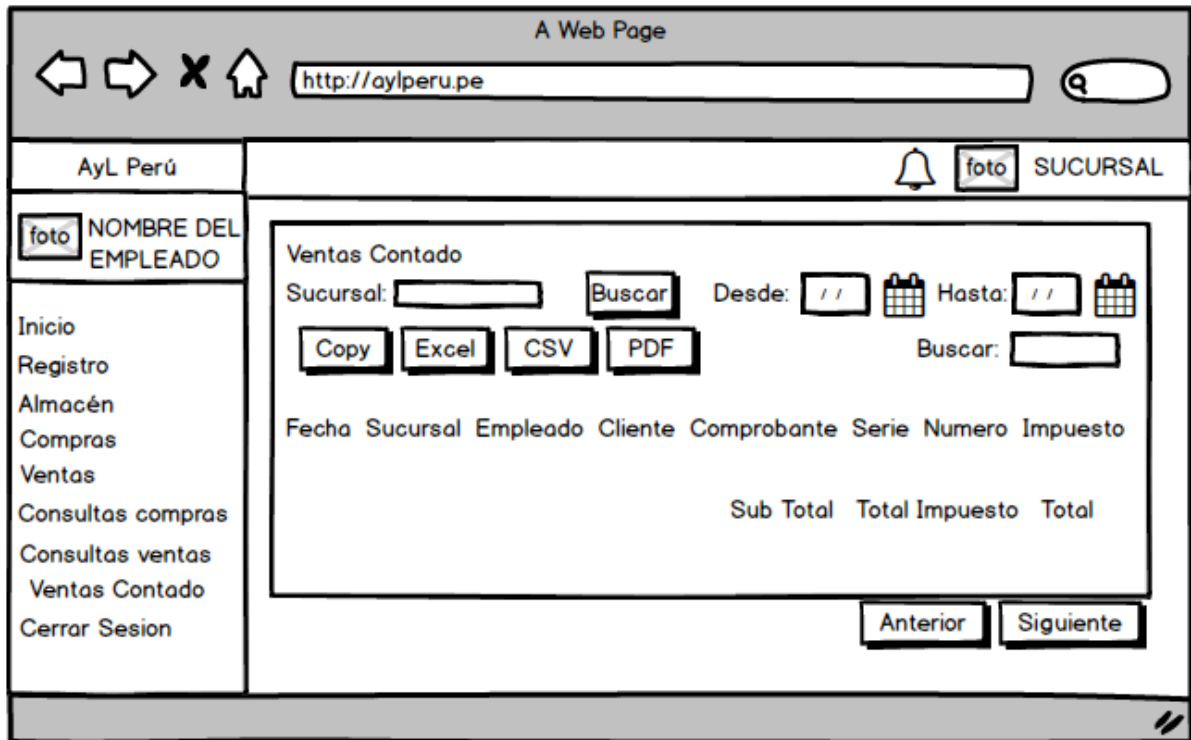 A Web Page
http://aylperu.pe
AyL Perú
foto SUCURSAL
foto NOMBRE DEL
EMPLEADO
Inicio
Registro
Almacén
Compras
Ventas
Consultas compras
Consultas ventas
Ventas Contado
Cerrar Sesion
Ventas Contado
Sucursal: Buscar Desde: / / Hasta: / /
Copy Excel CSV PDF Buscar:
Fecha Sucursal Empleado Cliente Comprobante Serie Numero Impuesto
Sub Total Total Impuesto Total
Anterior Siguiente